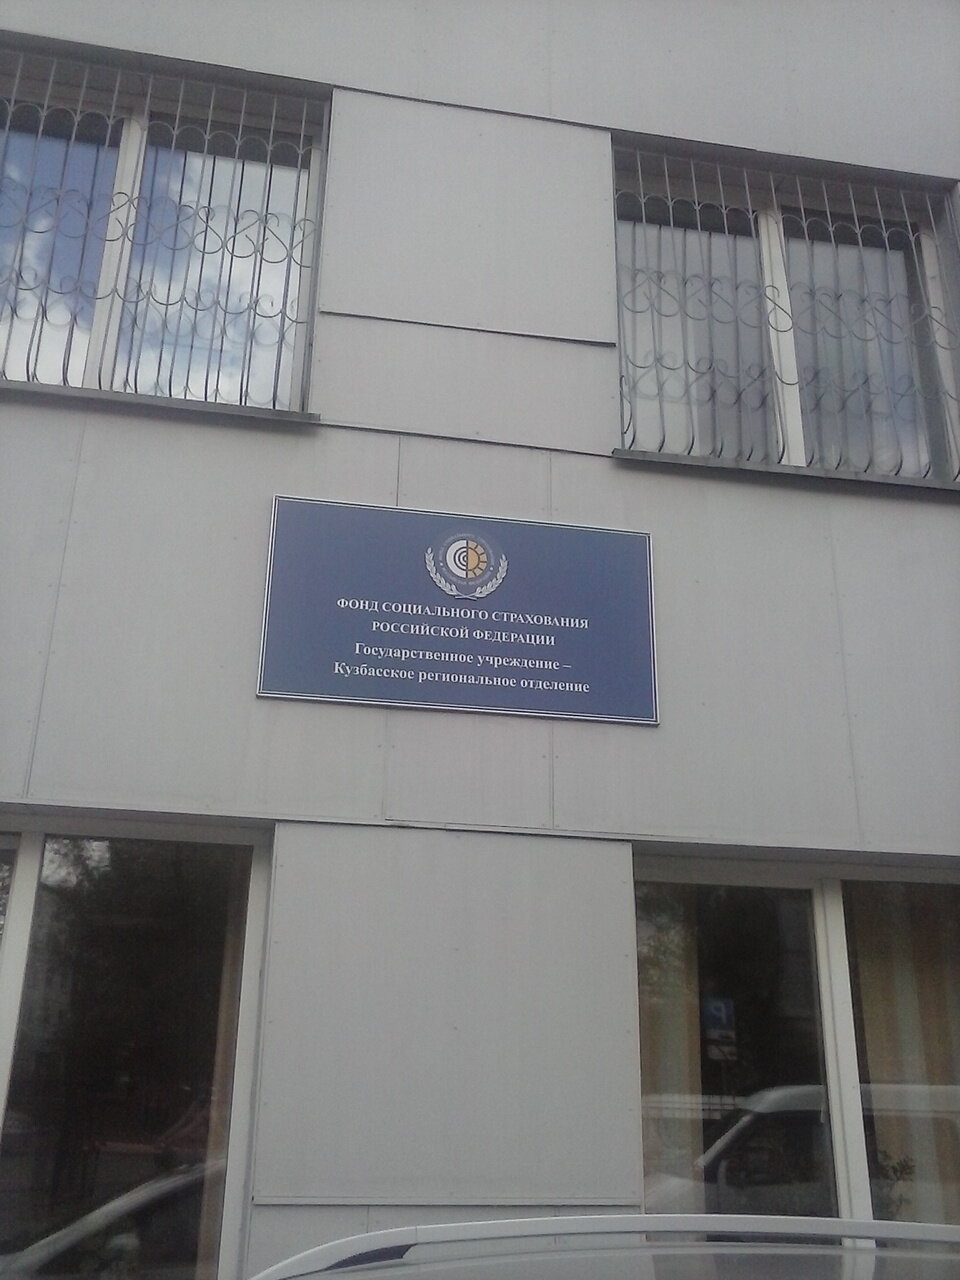 ФОНД СОЦИАЛЬНОГО СТРАХОВАНИЯ
РОССИЙСКОЙ ФЕДЕРАЦИИ
Государственное учреждение –
Кузбасское региональное отделение